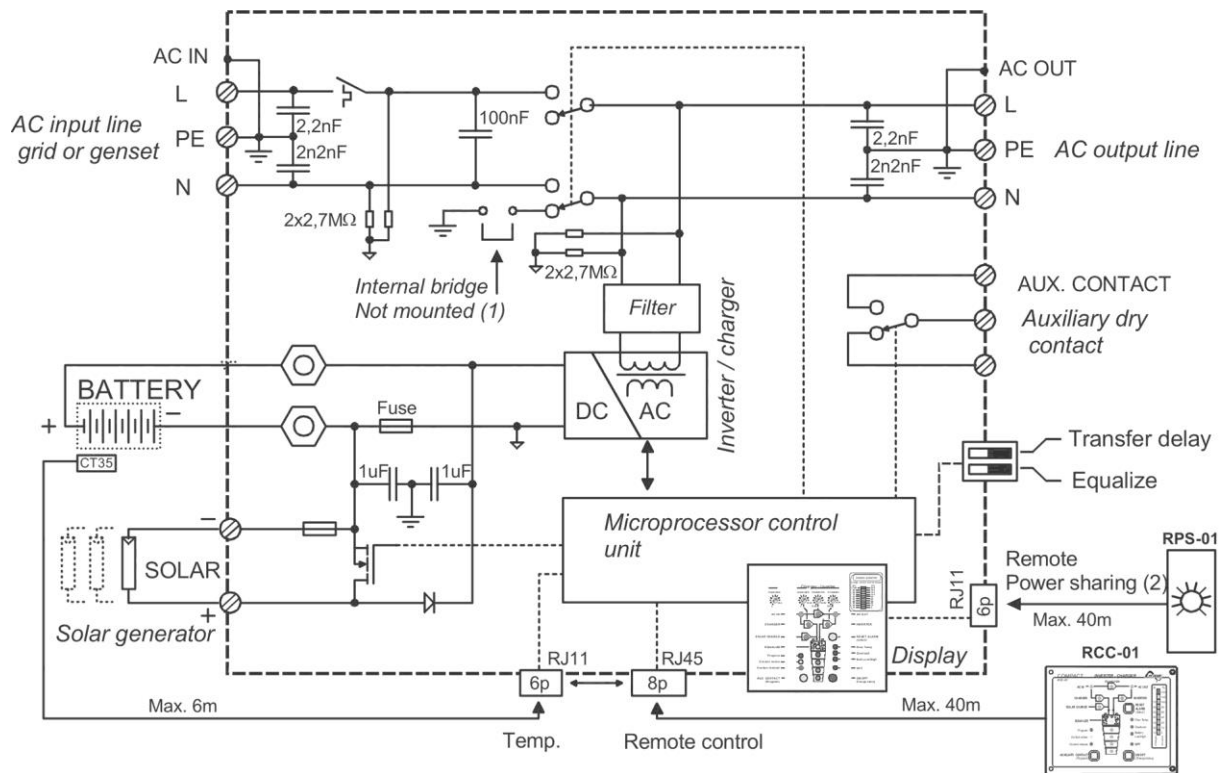 AC IN
L
AC input line
grid or genset
PE
N
2,2nF
2n2nF
100nF
2x2,7MΩ
Internal bridge
Not mounted (1)
2x2,7MΩ
Filter
2,2nF
2n2nF
AC OUT
L
PE
AC output line
N
AUX. CONTACT
Auxiliary dry
contact
BATTERY
+
−
CT35
Fuse
1uF
1uF
DC
AC
Inverter / charger
Transfer delay
Equalize
Microprocessor control
unit
−
SOLAR
+
Solar generator
Display
RJ11
6p
Remote
Power sharing (2)
Max. 40m
RPS-01
RJ11
6p
RJ45
8p
Max. 6m
Temp.
Remote control
Max. 40m
RCC-01